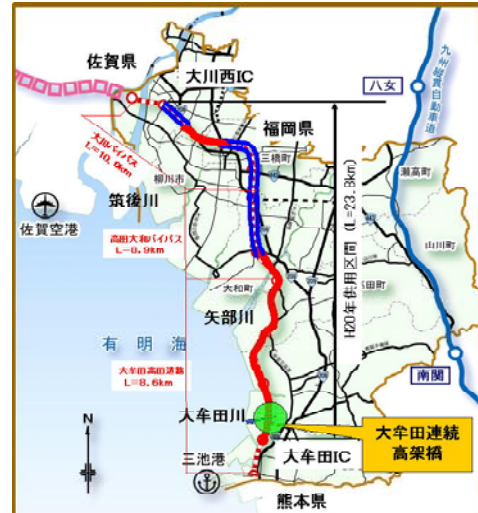 佐賀県
大川西IC
九州縦貫自動車道
八女
福岡県
大川バイパス
三橋町
柳川市
瀬高町
筑後川
佐賀空港
高田大和バイパス
L=8.9km
H20年供用区間 (L=23.8km)
山川町
大和町
矢部川
有明海
大牟田高田道路
L=8.6km
南関
大牟田川
大牟田連続
高架橋
N
大牟田IC
三池港
熊本県